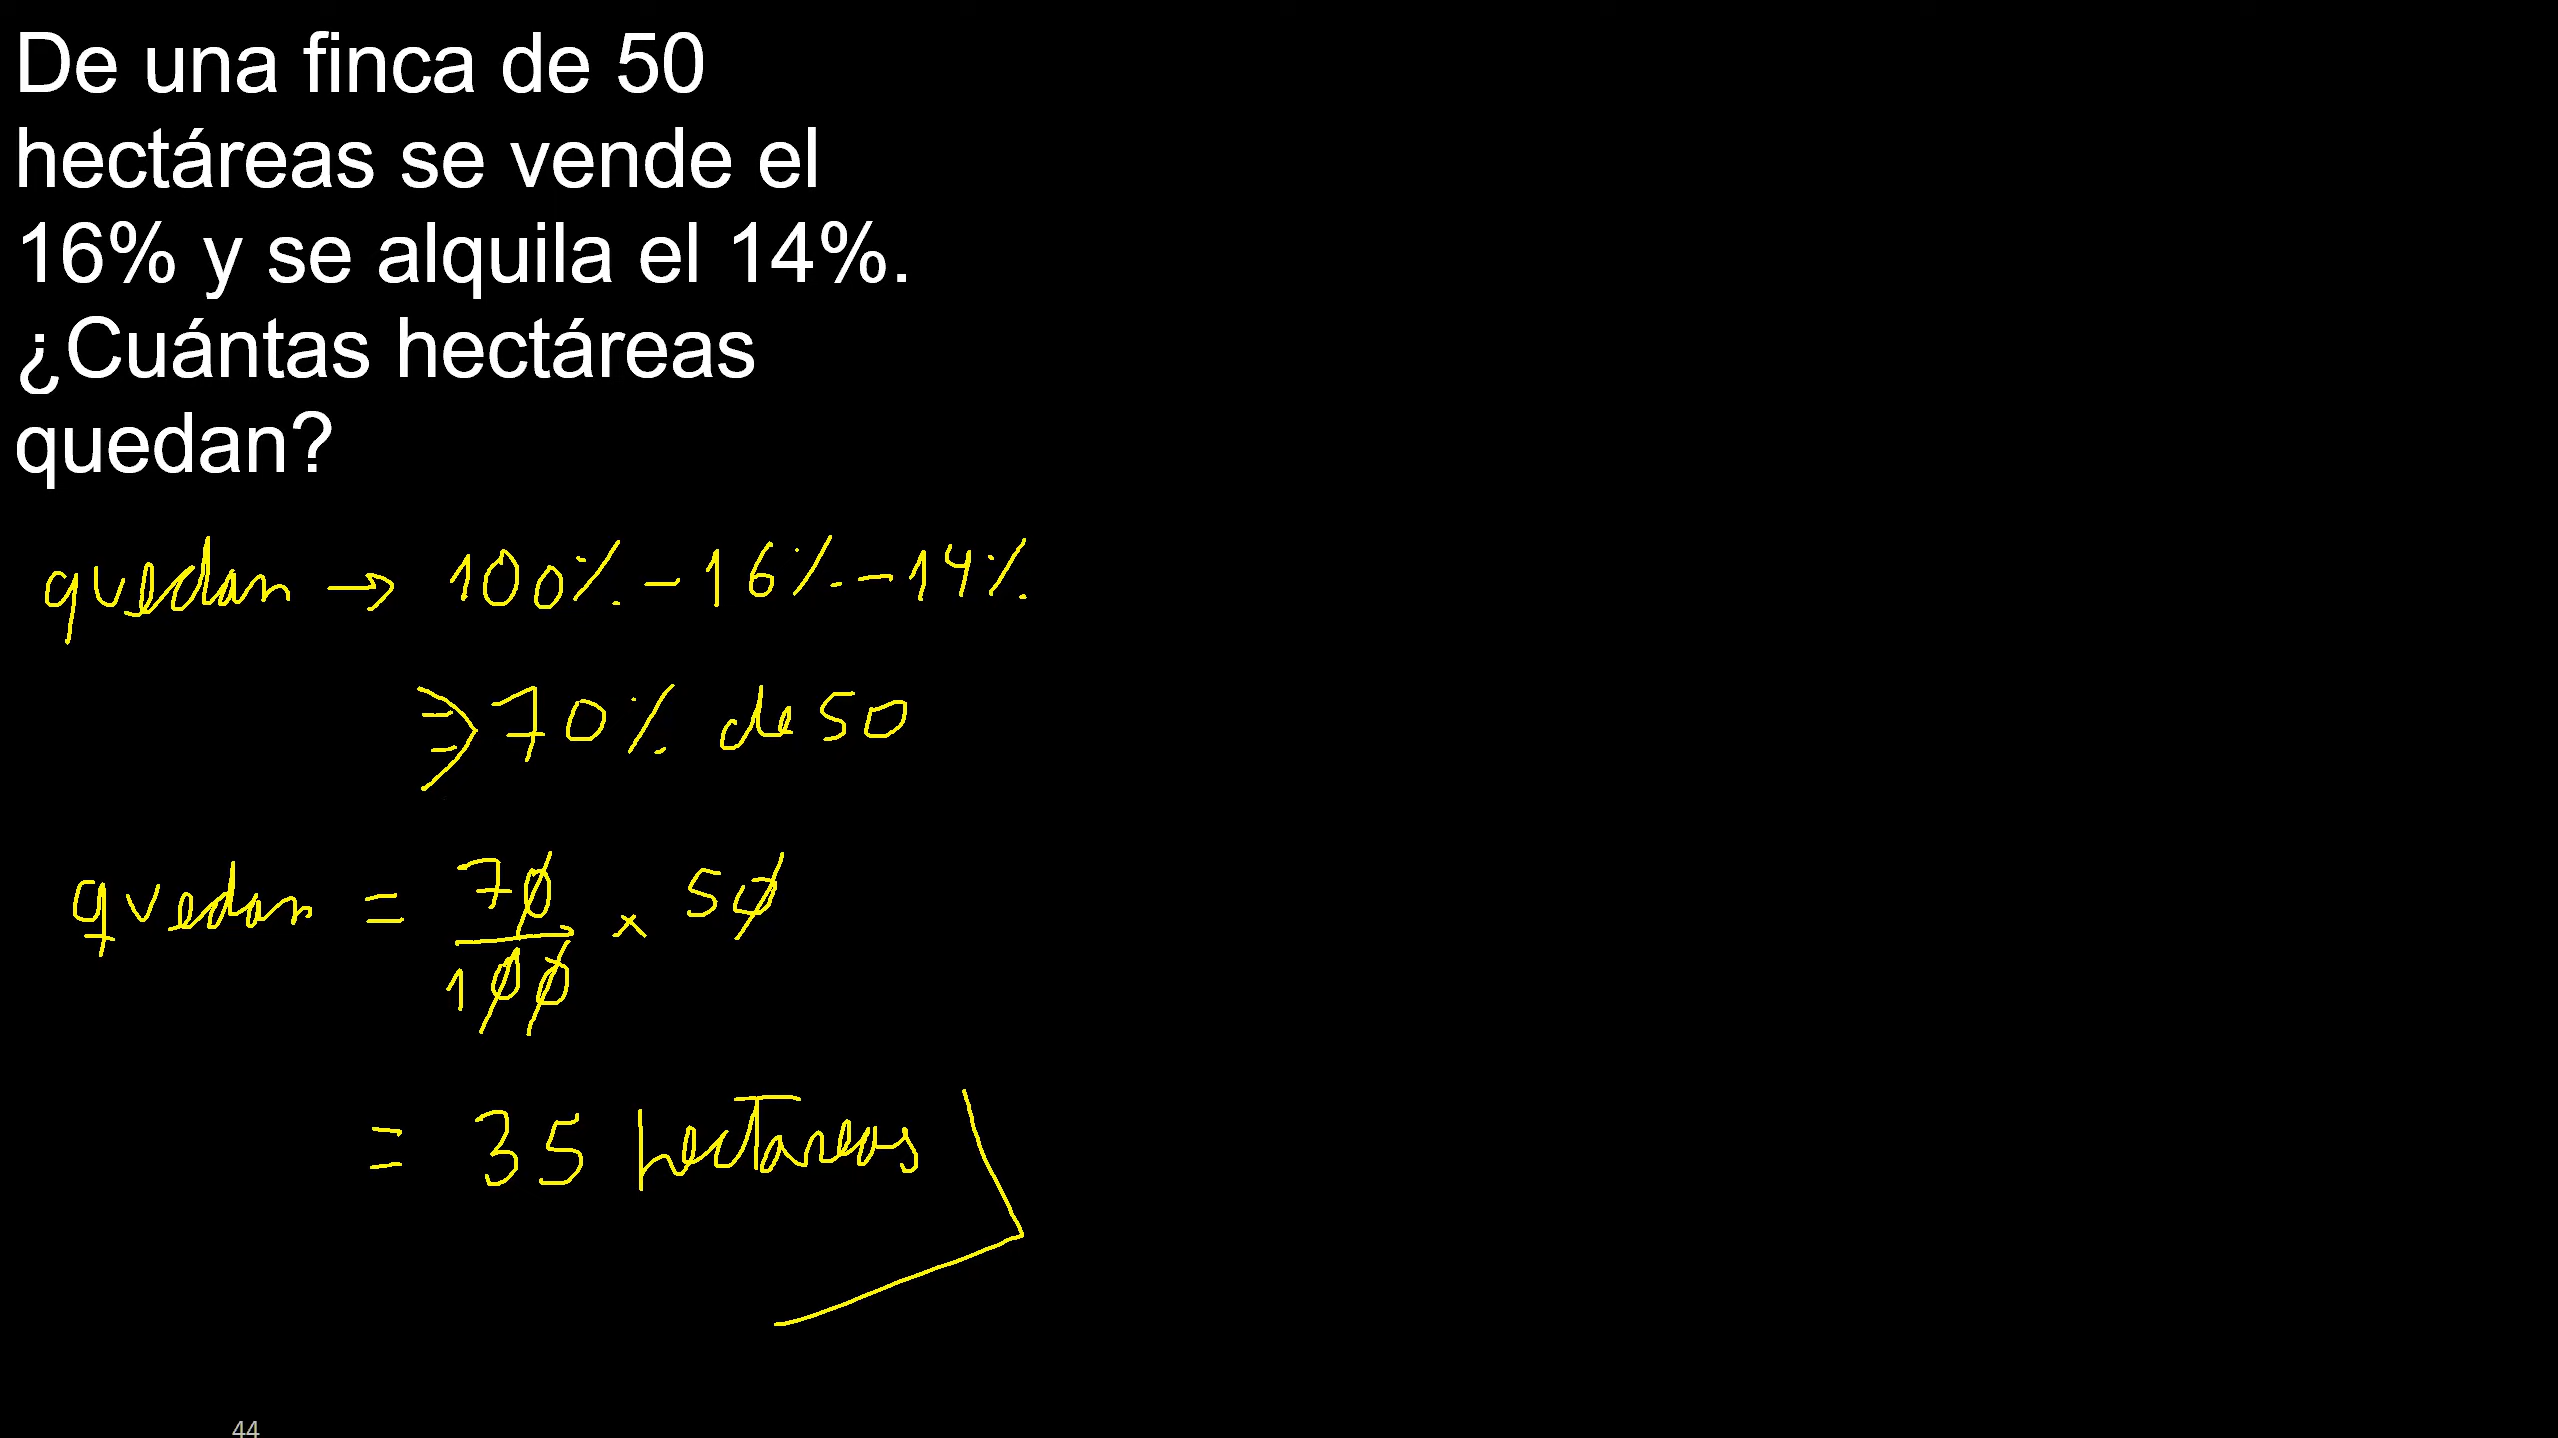 De una finca de 50
hectáreas se vende el
16% y se alquila el 14%.
¿Cuántas hectáreas
quedan?
quedan → 100% - 16% - 14%
⇒ 70% de 50
quedan = 70/100 × 50
= 35 hectáreas
44